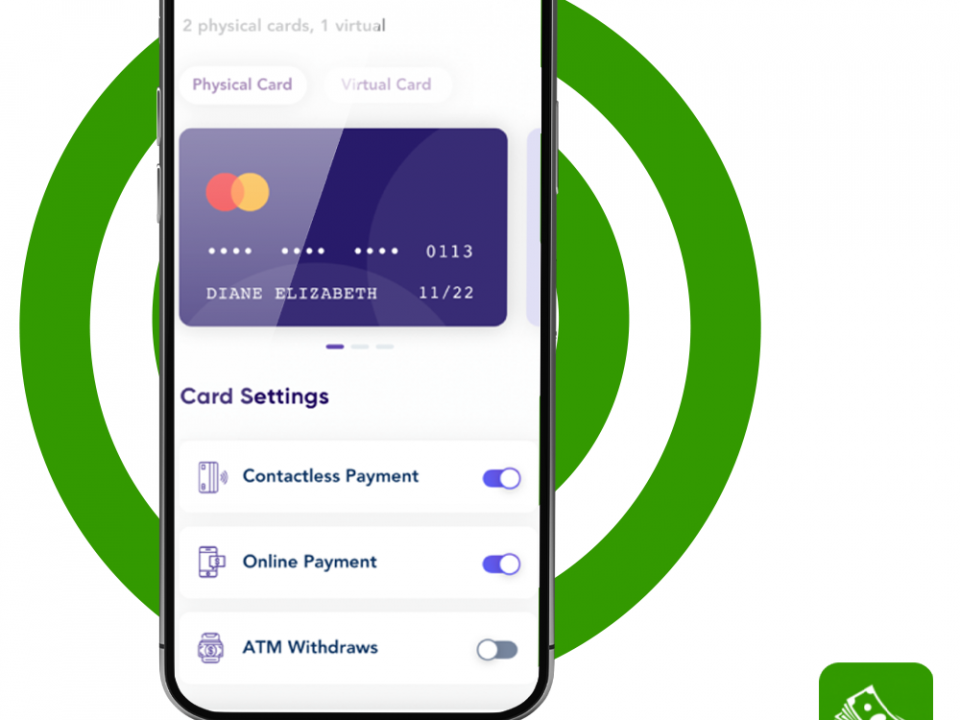 2 physical cards, 1 virtual
Physical Card Virtual Card
•••• •••• •••• 0113
DIANE ELIZABETH 11/22
Card Settings
Contactless Payment
Online Payment
ATM Withdraws